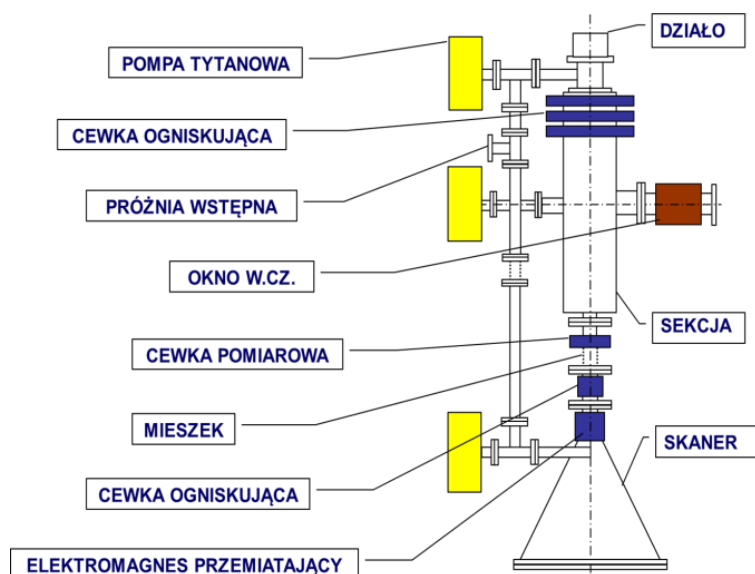 DZIAŁO
POMPA TYTANOWA
CEWKA OGNISKUJĄCA
PRÓŻNIA WSTĘPNA
OKNO W.CZ.
SEKCJA
CEWKA POMIAROWA
MIESZEK
SKANER
CEWKA OGNISKUJĄCA
ELEKTROMAGNES PRZEMIATAJĄCY